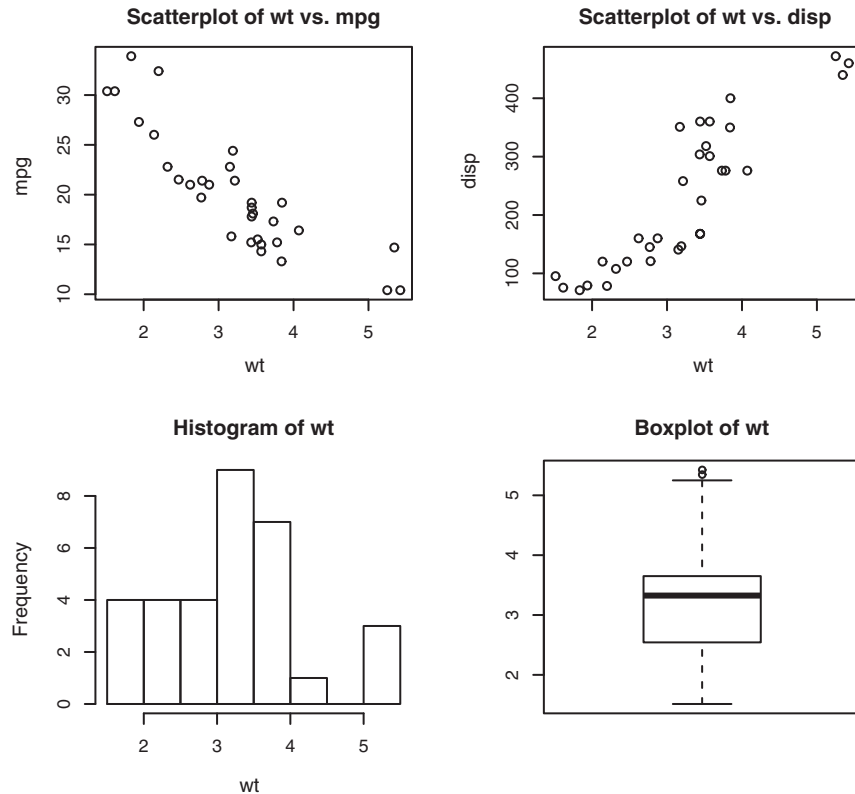 Scatterplot of wt vs. mpg
mpg
10 15 20 25 30
2 3 4 5
wt
Scatterplot of wt vs. disp
disp
100 200 300 400
2 3 4 5
wt
Histogram of wt
Frequency
0 2 4 6 8
2 3 4 5
wt
Boxplot of wt
2 3 4 5